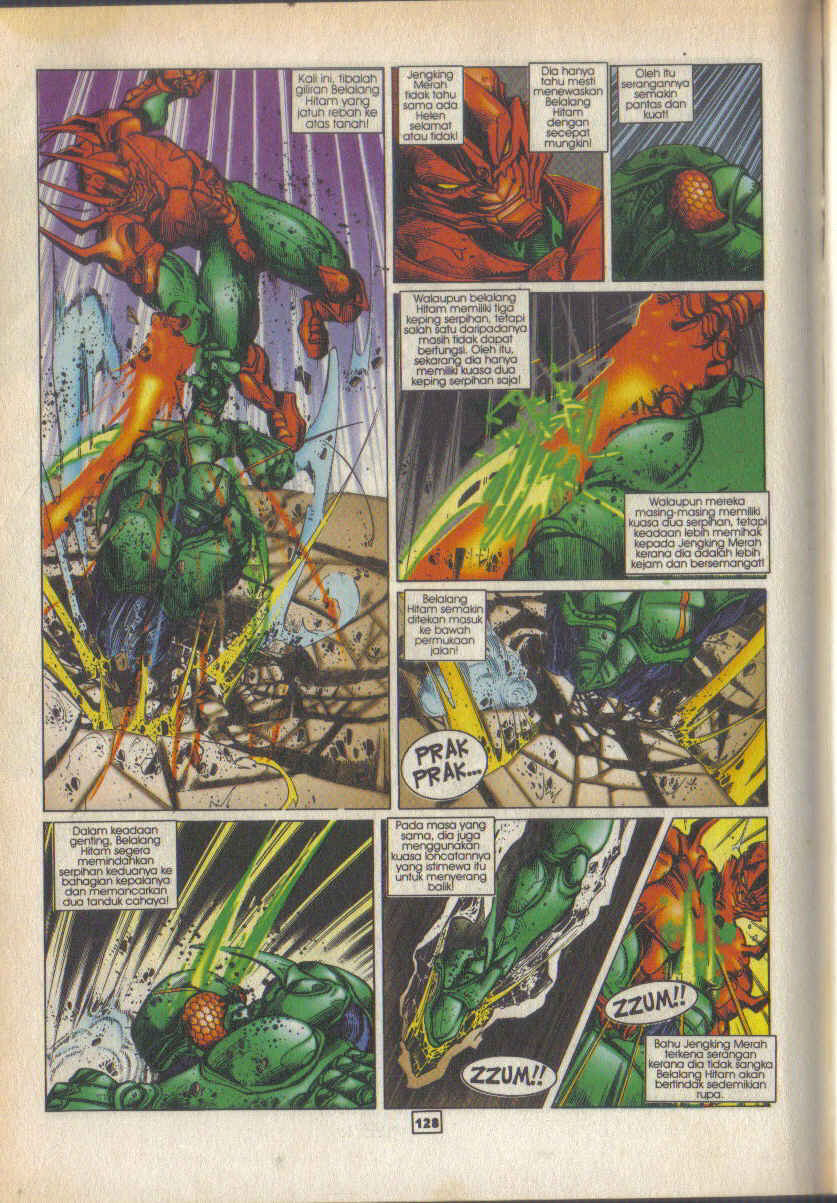 Kali ini, tibalah
giliran Belalang
Hitam yang
jatuh rebah ke
atas tanah!
Jengking
Merah
tidak tahu
sama ada
Helen
selamat
atau tidak!
Dia hanya
tahu mesti
menewaskan
Belalang
Hitam
dengan
secepat
mungkin!
Oleh itu
serangannya
semakin
pantas dan
kuat!
Walaupun belalang
Hitam memiliki tiga
keping serpihan, tetapi
salah satu daripadanya
masih tidak dapat
berfungsi. Oleh itu,
sekarang dia hanya
memiliki kuasa dua
keping serpihan saja!
Walaupun mereka
masing-masing memiliki
kuasa dua serpihan, tetapi
keadaan lebih memihak
kepada Jengking Merah
kerana dia adalah lebih
kejam dan bersemangat!
Belalang
Hitam semakin
ditekan masuk
ke bawah
permukaan
jalan!
PRAK
PRAK...
Dalam keadaan
genting, Belalang
Hitam segera
memindahkan
serpihan keduanya ke
bahagian kepalanya
dan memancarkan
dua tanduk cahaya!
Pada masa yang
sama, dia juga
menggunakan
kuasa loncatannya
yang istimewa itu
untuk menyerang
balik!
ZZUM!!
ZZUM!!
Bahu Jengking Merah
terkena serangan
kerana dia tidak sangka
Belalang Hitam akan
bertindak sedemikian
rupa.
128